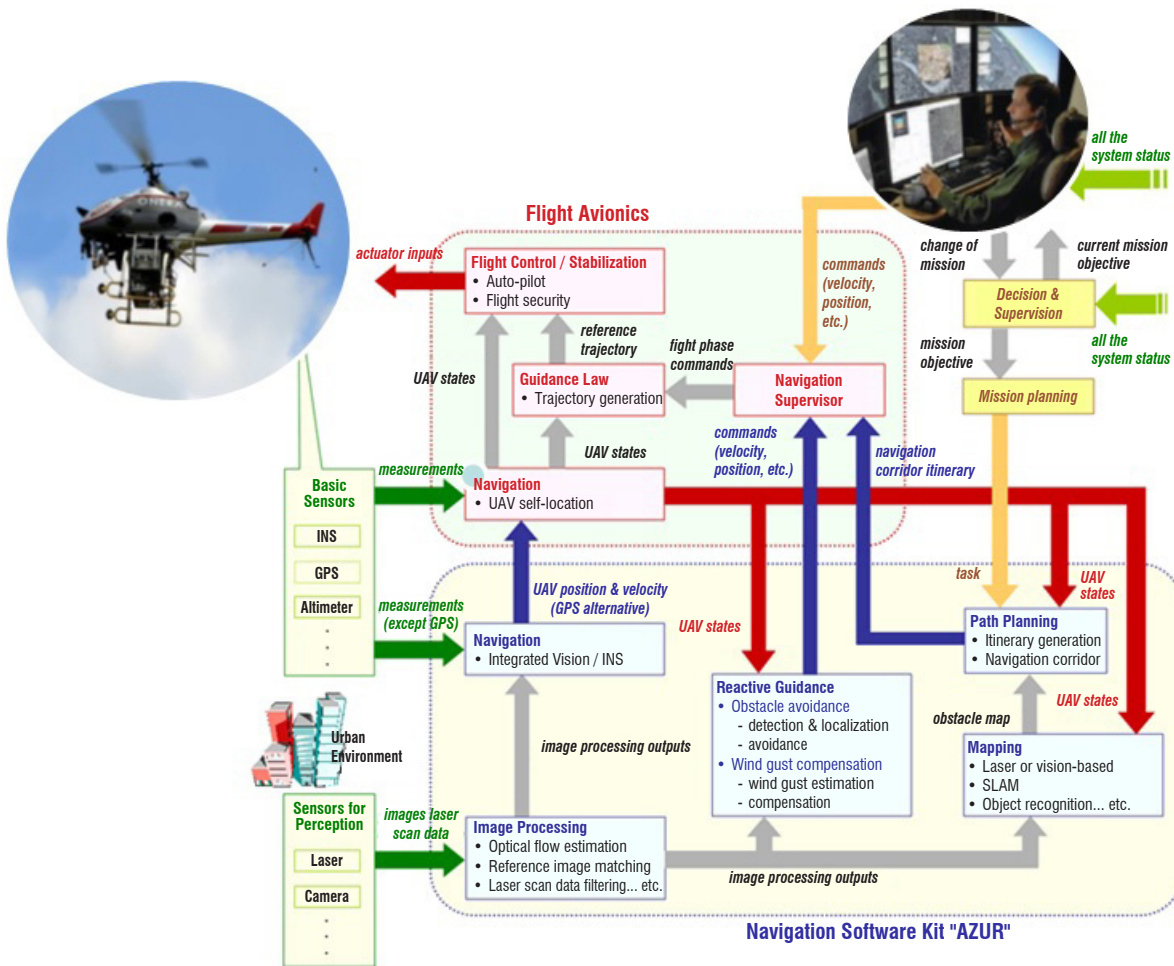 ONERA
all the
system status
Flight Avionics
actuator inputs
Flight Control / Stabilization
• Auto-pilot
• Flight security
commands
(velocity,
position,
etc.)
change of
mission
current mission
objective
Decision &
Supervision
all the
system status
reference
trajectory
fight phase
commands
mission
objective
UAV states
Guidance Law
• Trajectory generation
Navigation
Supervisor
Mission planning
UAV states
commands
(velocity,
position, etc.)
navigation
corridor itinerary
measurements
Navigation
• UAV self-location
Basic
Sensors
INS
GPS
Altimeter
measurements
(except GPS)
UAV position & velocity
(GPS alternative)
task
UAV
states
Navigation
• Integrated Vision / INS
UAV states
Path Planning
• Itinerary generation
• Navigation corridor
Reactive Guidance
• Obstacle avoidance
- detection & localization
- avoidance
• Wind gust compensation
- wind gust estimation
- compensation
obstacle map
UAV states
Urban
Environment
image processing outputs
Mapping
• Laser or vision-based
• SLAM
• Object recognition... etc.
Sensors for
Perception
Laser
Camera
images laser
scan data
Image Processing
• Optical flow estimation
• Reference image matching
• Laser scan data filtering... etc.
image processing outputs
Navigation Software Kit "AZUR"